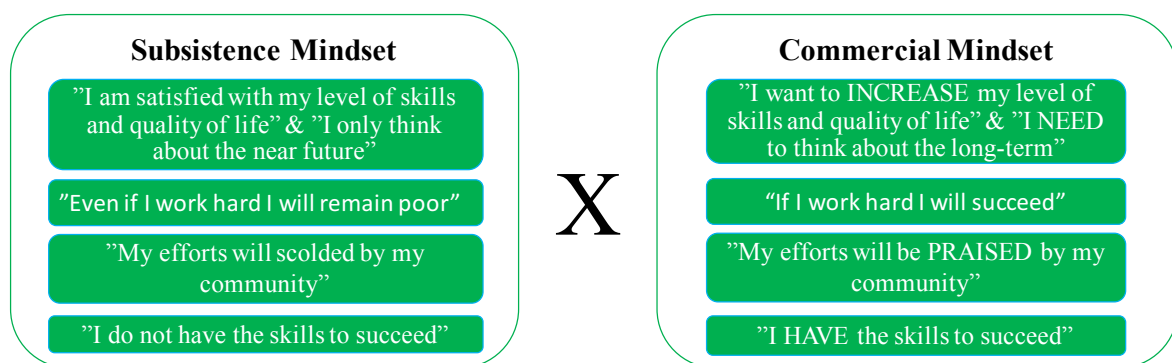 Subsistence Mindset
”I am satisfied with my level of skills
and quality of life” & ”I only think
about the near future”
”Even if I work hard I will remain poor”
”My efforts will scolded by my
community”
”I do not have the skills to succeed”
X
Commercial Mindset
”I want to INCREASE my level of
skills and quality of life” & ”I NEED
to think about the long-term”
“If I work hard I will succeed”
”My efforts will be PRAISED by my
community”
”I HAVE the skills to succeed”